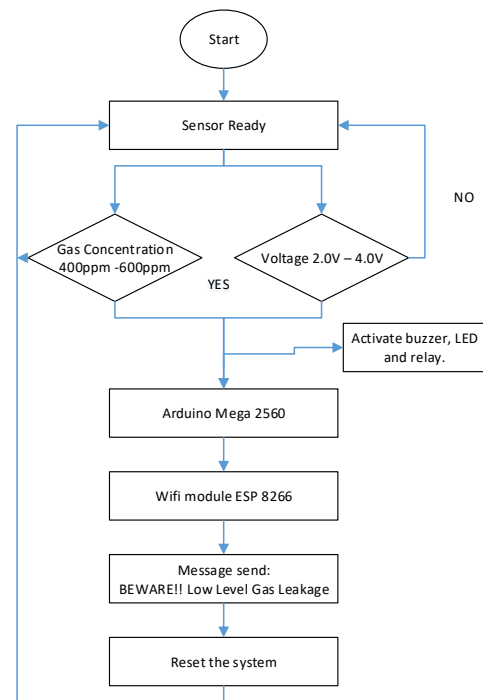 Start
Sensor Ready
NO
Gas Concentration
400ppm -600ppm
Voltage 2.0V – 4.0V
YES
Activate buzzer, LED
and relay.
Arduino Mega 2560
Wifi module ESP 8266
Message send:
BEWARE!! Low Level Gas Leakage
Reset the system